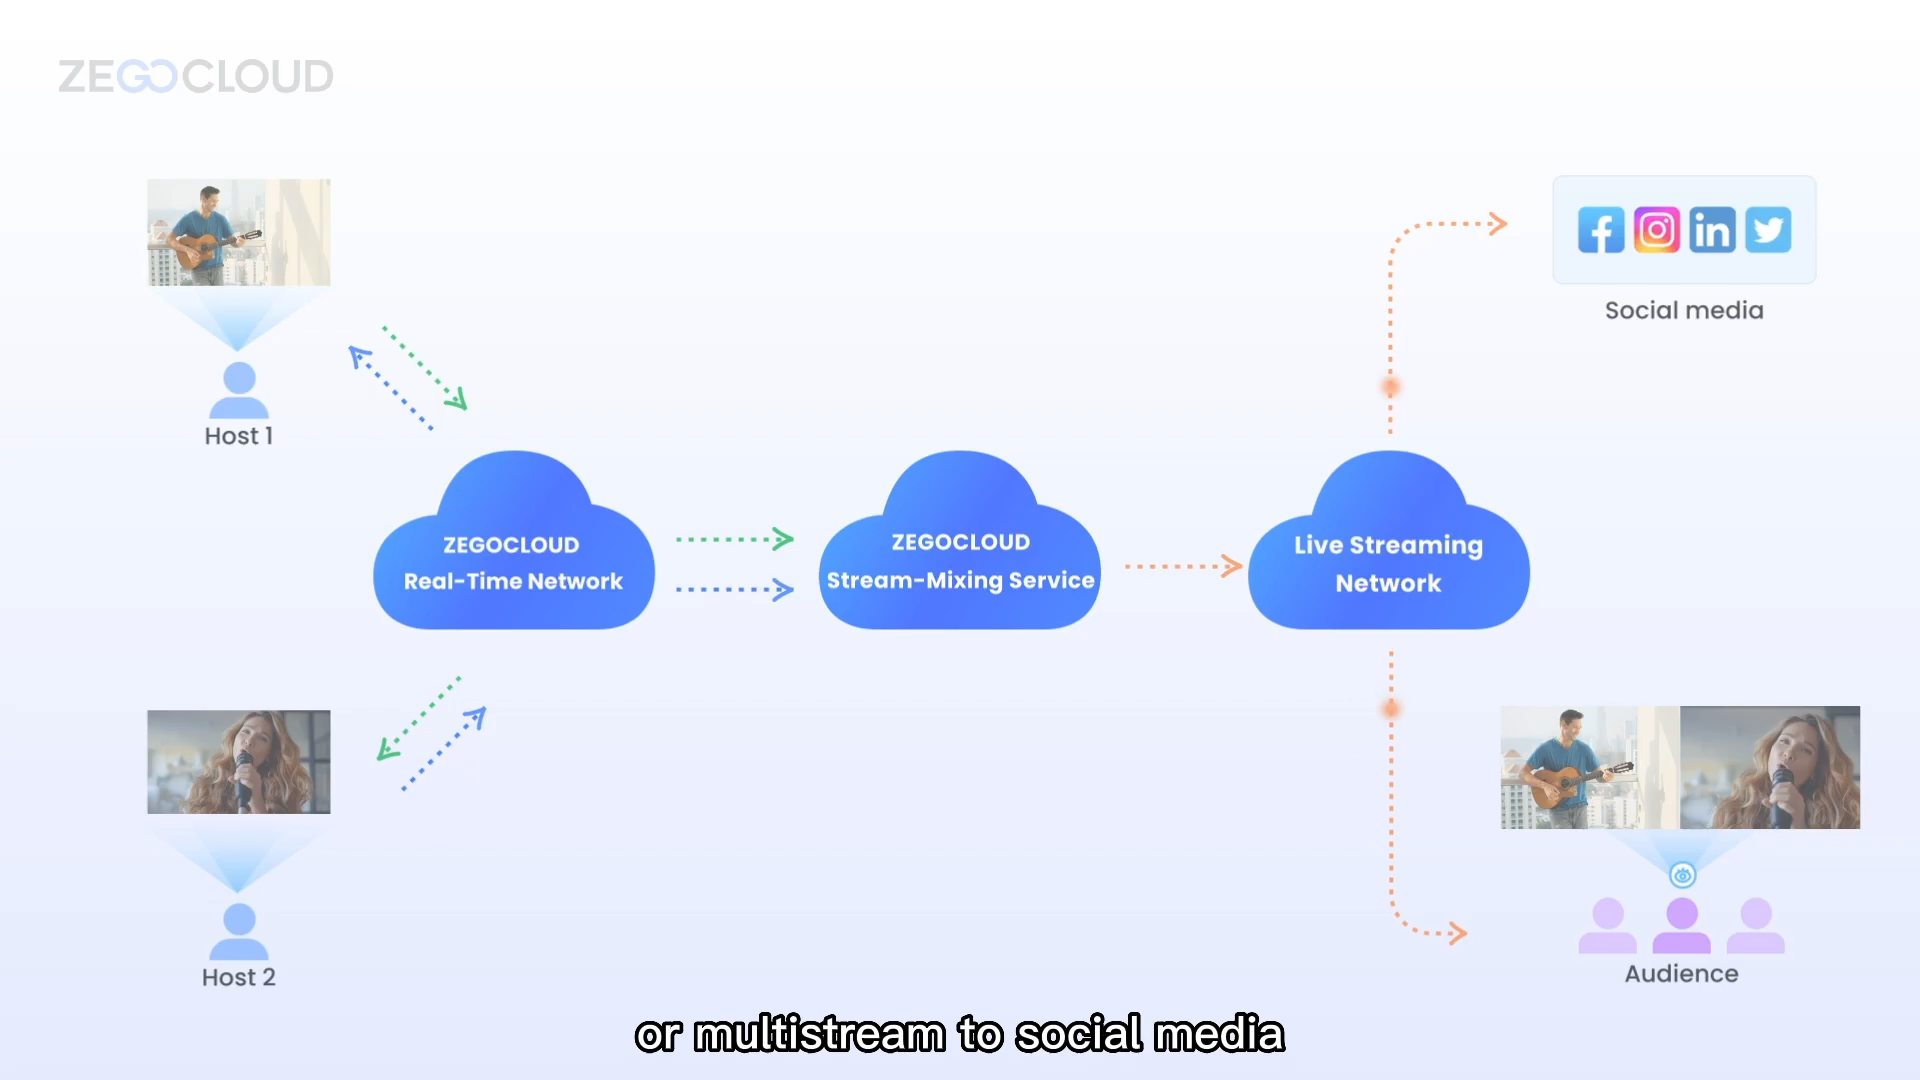 ZEGOCLOUD
Social media
Host 1
ZEGOCLOUD
Real-Time Network
ZEGOCLOUD
Stream-Mixing Service
Live Streaming
Network
Host 2
Audience
or multistream to social media